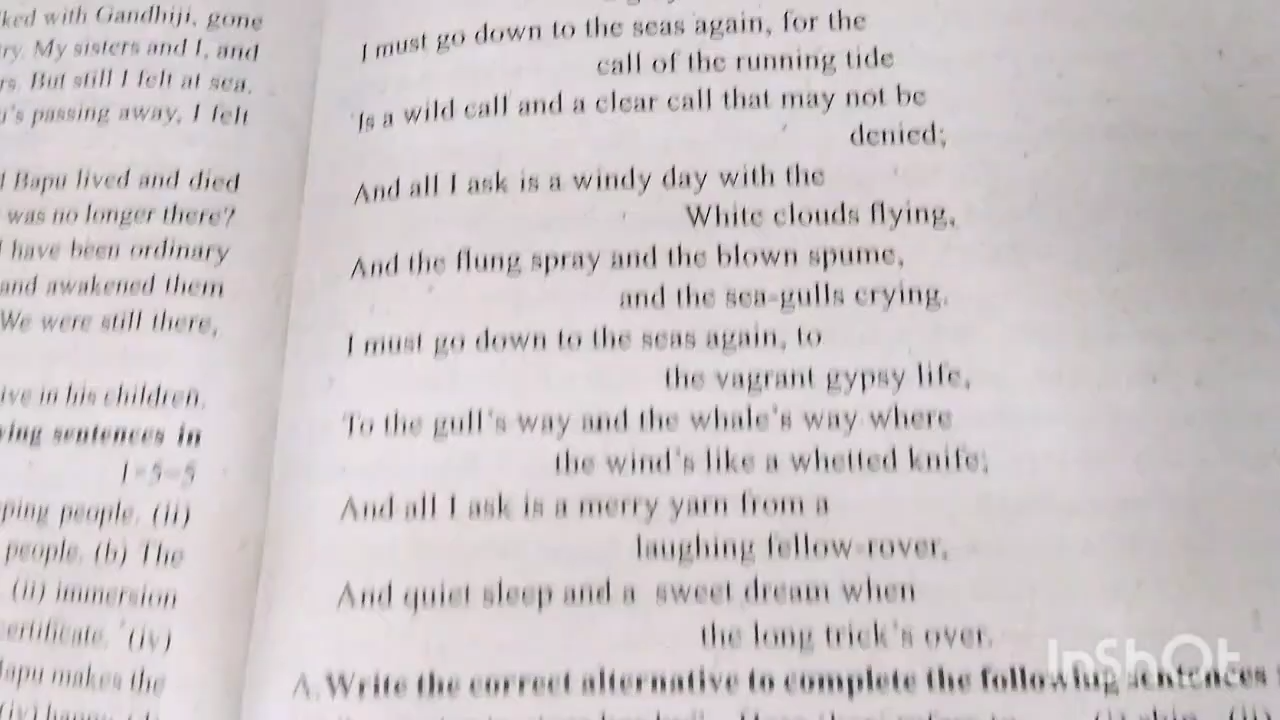 ked with Gandhiji, gone
ry. My sisters and I, and
rs. But still I felt at sea,
u's passing away, I felt
Bapu lived and died
was no longer there?
have been ordinary
and awakened them
We were still there,
ive in his children.
ving sentences in
1×5=5
ping people, (ii)
people. (b) The
(ii) immersion
certificate, (iv)
Bapu makes the
I must go down to the seas again, for the
call of the running tide
Is a wild call and a clear call that may not be
denied;
And all I ask is a windy day with the
White clouds flying,
And the flung spray and the blown spume,
and the sea-gulls crying.
I must go down to the seas again, to
the vagrant gypsy life,
To the gull's way and the whale's way where
the wind's like a whetted knife;
And all I ask is a merry yarn from a
laughing fellow-rover,
And quiet sleep and a sweet dream when
the long trick's over.
A. Write the correct alternative to complete the following sentences
InShOt